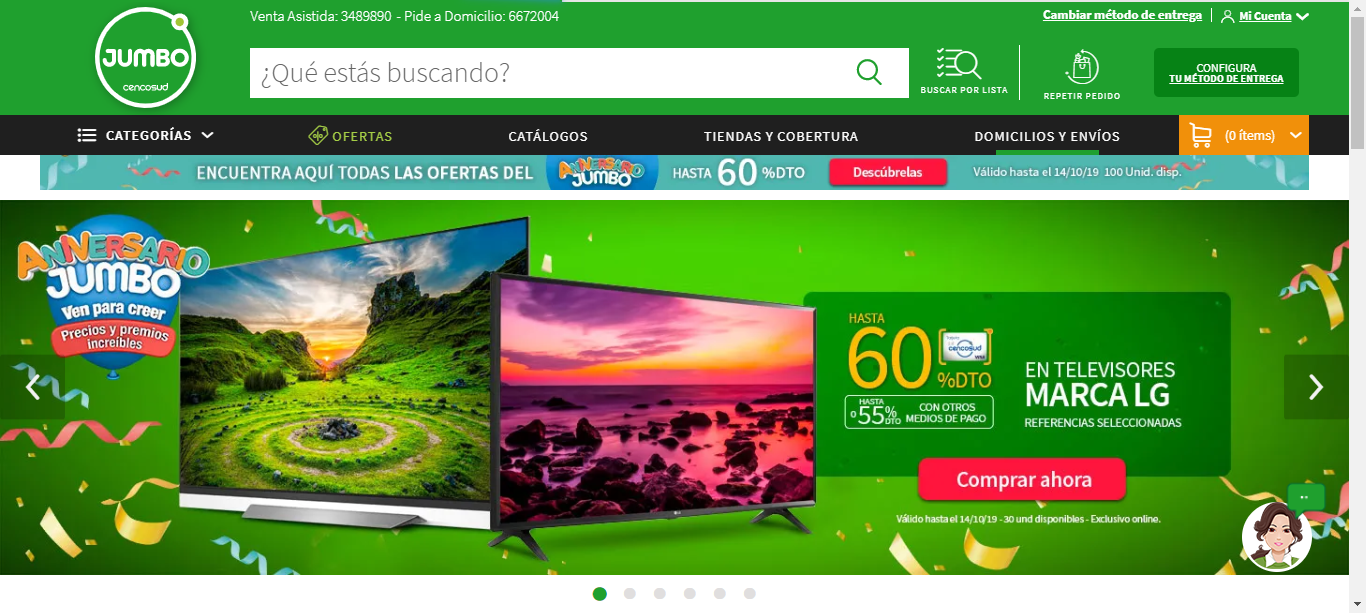 Venta Asistida: 3489890 - Pide a Domicilio: 6672004
Cambiar método de entrega
Mi Cuenta
JUMBO
cencosud
¿Qué estás buscando?
BUSCAR POR LISTA
REPETIR PEDIDO
CONFIGURA
TU MÉTODO DE ENTREGA
CATEGORÍAS
OFERTAS
CATÁLOGOS
TIENDAS Y COBERTURA
DOMICILIOS Y ENVÍOS
(0 ítems)
ENCUENTRA AQUÍ TODAS LAS OFERTAS DEL
ANIVERSARIO
JUMBO
HASTA 60 %DTO
Descúbrelas
Válido hasta el 14/10/19 100 Unid. disp.
ANIVERSARIO
JUMBO
Ven para creer
Precios y premios
increíbles
HASTA
60 %DTO
cencosud
HASTA
o 55% DTO
CON OTROS
MEDIOS DE PAGO
EN TELEVISORES
MARCA LG
REFERENCIAS SELECCIONADAS
Comprar ahora
Válido hasta el 14/10/19 - 30 und disponibles - Exclusivo online.
LG